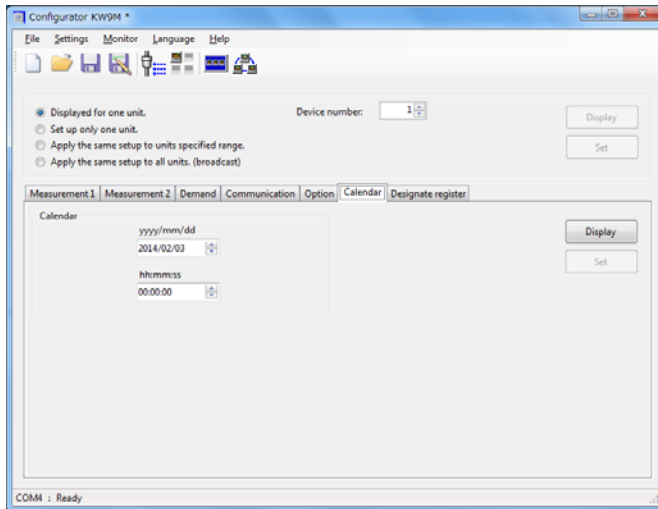 Configurator KW9M *
File Settings Monitor Language Help
Displayed for one unit.
Device number: 1
Display
Set up only one unit.
Apply the same setup to units specified range.
Set
Apply the same setup to all units. (broadcast)
Measurement 1 Measurement 2 Demand Communication Option Calendar Designate register
Calendar
yyyy/mm/dd
Display
2014/02/03
Set
hh:mm:ss
00:00:00
COM4 : Ready